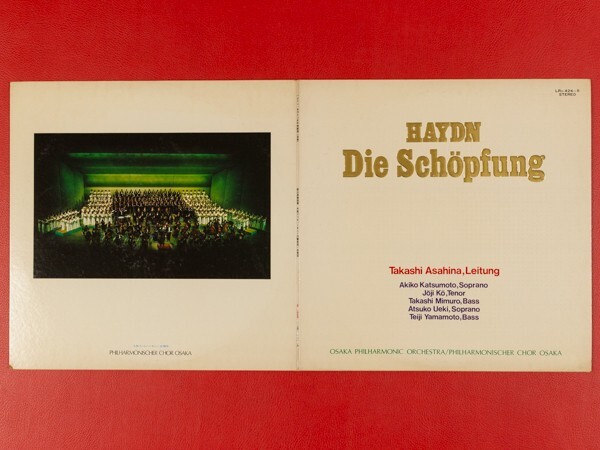 PHILHARMONISCHER CHOR OSAKA
STEREO
HAYDN
Die Schöpfung
Takashi Asahina,Leitung
Akiko Katsumoto,Soprano
Jōji Kō,Tenor
Takashi Mimuro,Bass
Atsuko Ueki,Soprano
Teiji Yamamoto,Bass
OSAKA PHILHARMONIC ORCHESTRA/PHILHARMONISCHER CHOR OSAKA